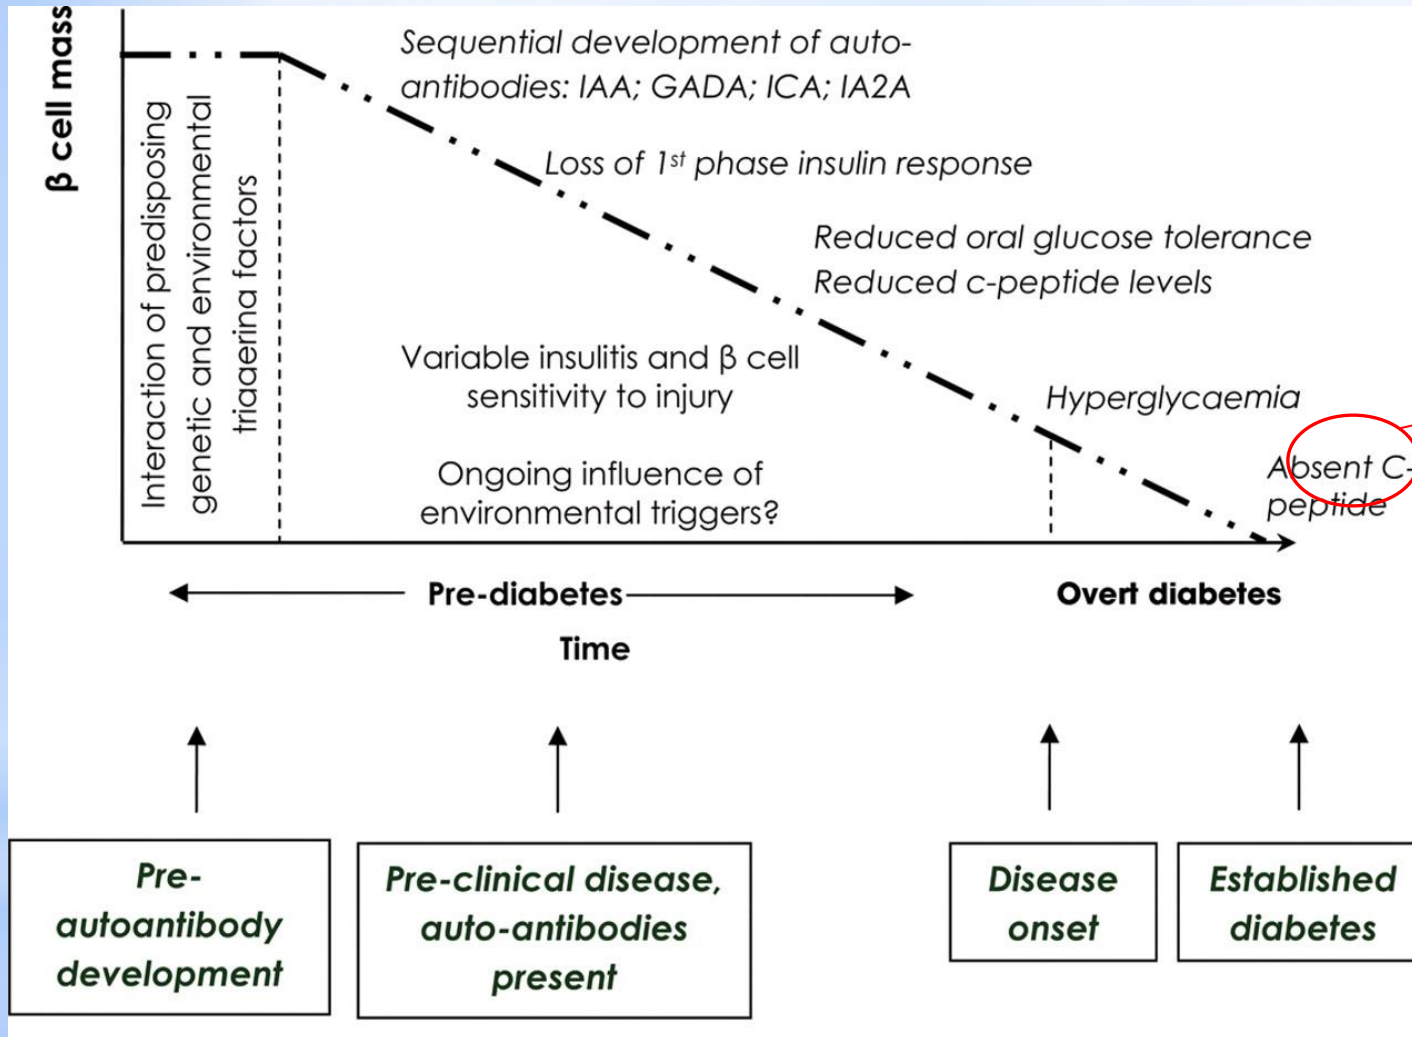 β cell mass
Interaction of predisposing
genetic and environmental
triaaerina factors
Sequential development of auto-
antibodies: IAA; GADA; ICA; IA2A
Loss of 1st phase insulin response
Reduced oral glucose tolerance
Reduced c-peptide levels
Variable insulitis and β cell
sensitivity to injury
Ongoing influence of
environmental triggers?
Hyperglycaemia
Absent C-
peptide
Pre-diabetes
Overt diabetes
Time
Pre-
autoantibody
development
Pre-clinical disease,
auto-antibodies
present
Disease
onset
Established
diabetes